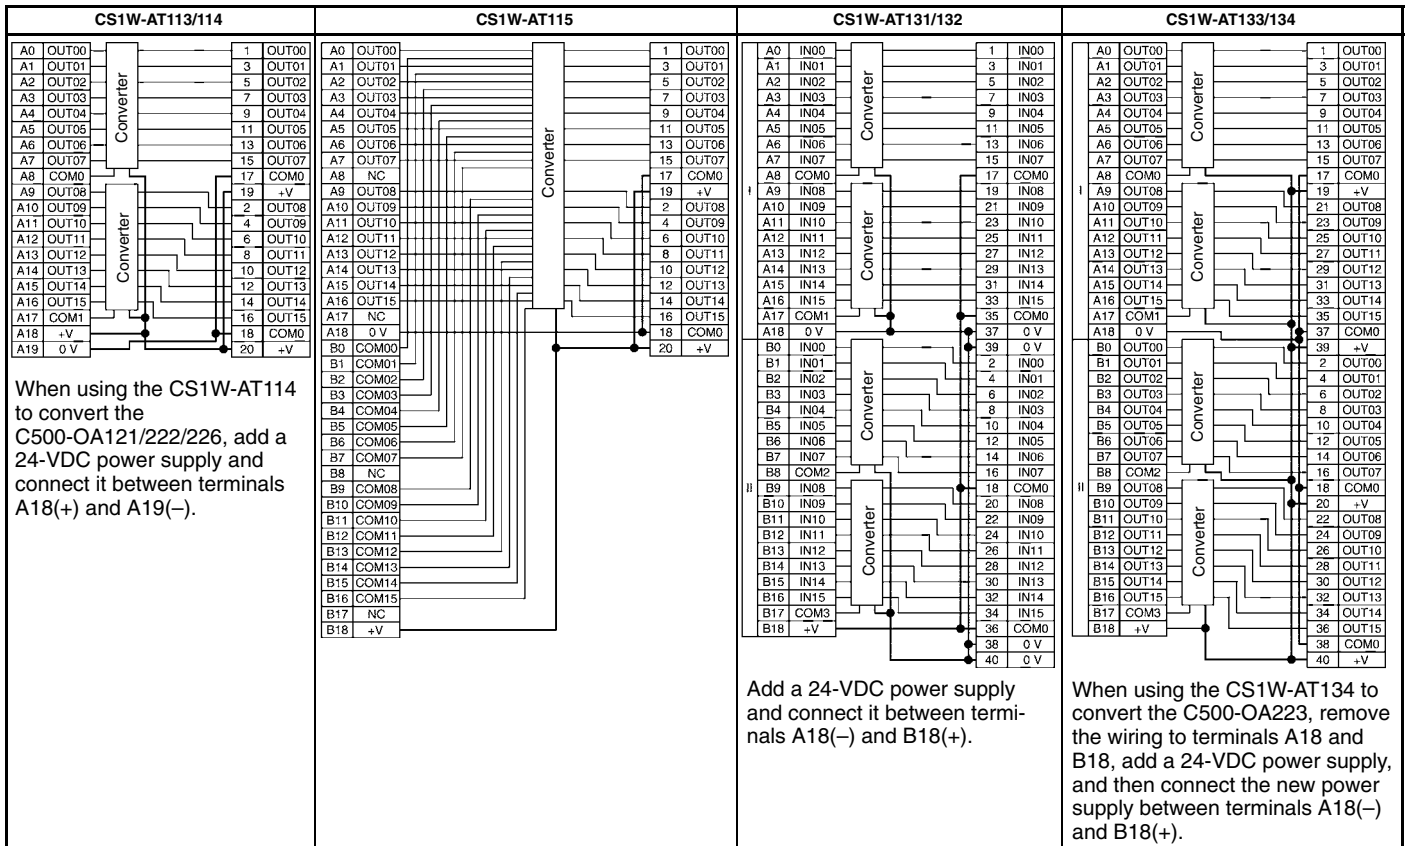 CS1W-AT113/114
A0 OUT00 1 OUT00
A1 OUT01 3 OUT01
A2 OUT02 5 OUT02
A3 OUT03 7 OUT03
A4 OUT04 9 OUT04
A5 OUT05 11 OUT05
A6 OUT06 13 OUT06
A7 OUT07 15 OUT07
A8 COM0 17 COM0
A9 OUT08 19 +V
A10 OUT09 2 OUT08
A11 OUT10 4 OUT09
A12 OUT11 6 OUT10
A13 OUT12 8 OUT11
A14 OUT13 10 OUT12
A15 OUT14 12 OUT13
A16 OUT15 14 OUT14
A17 COM1 16 OUT15
A18 +V 18 COM0
A19 0 V 20 +V
Converter
Converter
When using the CS1W-AT114
to convert the
C500-OA121/222/226, add a
24-VDC power supply and
connect it between terminals
A18(+) and A19(–).
CS1W-AT115
A0 OUT00 1 OUT00
A1 OUT01 3 OUT01
A2 OUT02 5 OUT02
A3 OUT03 7 OUT03
A4 OUT04 9 OUT04
A5 OUT05 11 OUT05
A6 OUT06 13 OUT06
A7 OUT07 15 OUT07
A8 NC 17 COM0
A9 OUT08 19 +V
A10 OUT09 2 OUT08
A11 OUT10 4 OUT09
A12 OUT11 6 OUT10
A13 OUT12 8 OUT11
A14 OUT13 10 OUT12
A15 OUT14 12 OUT13
A16 OUT15 14 OUT14
A17 NC 16 OUT15
A18 0 V 18 COM0
B0 COM00 20 +V
B1 COM01
B2 COM02
B3 COM03
B4 COM04
B5 COM05
B6 COM06
B7 COM07
B8 NC
B9 COM08
B10 COM09
B11 COM10
B12 COM11
B13 COM12
B14 COM13
B15 COM14
B16 COM15
B17 NC
B18 +V
Converter
CS1W-AT131/132
I
A0 IN00 1 IN00
A1 IN01 3 IN01
A2 IN02 5 IN02
A3 IN03 7 IN03
A4 IN04 9 IN04
A5 IN05 11 IN05
A6 IN06 13 IN06
A7 IN07 15 IN07
A8 COM0 17 COM0
A9 IN08 19 IN08
A10 IN09 21 IN09
A11 IN10 23 IN10
A12 IN11 25 IN11
A13 IN12 27 IN12
A14 IN13 29 IN13
A15 IN14 31 IN14
A16 IN15 33 IN15
A17 COM1 35 COM0
A18 0 V 37 0 V
II
B0 IN00 39 0 V
B1 IN01 2 IN00
B2 IN02 4 IN01
B3 IN03 6 IN02
B4 IN04 8 IN03
B5 IN05 10 IN04
B6 IN06 12 IN05
B7 IN07 14 IN06
B8 COM2 16 IN07
B9 IN08 18 COM0
B10 IN09 20 IN08
B11 IN10 22 IN09
B12 IN11 24 IN10
B13 IN12 26 IN11
B14 IN13 28 IN12
B15 IN14 30 IN13
B16 IN15 32 IN14
B17 COM3 34 IN15
B18 +V 36 COM0
38 0 V
40 0 V
Converter
Converter
Converter
Converter
Add a 24-VDC power supply
and connect it between termi-
nals A18(–) and B18(+).
CS1W-AT133/134
I
A0 OUT00 1 OUT00
A1 OUT01 3 OUT01
A2 OUT02 5 OUT02
A3 OUT03 7 OUT03
A4 OUT04 9 OUT04
A5 OUT05 11 OUT05
A6 OUT06 13 OUT06
A7 OUT07 15 OUT07
A8 COM0 17 COM0
A9 OUT08 19 +V
A10 OUT09 21 OUT08
A11 OUT10 23 OUT09
A12 OUT11 25 OUT10
A13 OUT12 27 OUT11
A14 OUT13 29 OUT12
A15 OUT14 31 OUT13
A16 OUT15 33 OUT14
A17 COM1 35 OUT15
A18 0 V 37 COM0
II
B0 OUT00 39 +V
B1 OUT01 2 OUT00
B2 OUT02 4 OUT01
B3 OUT03 6 OUT02
B4 OUT04 8 OUT03
B5 OUT05 10 OUT04
B6 OUT06 12 OUT05
B7 OUT07 14 OUT06
B8 COM2 16 OUT07
B9 OUT08 18 COM0
B10 OUT09 20 +V
B11 OUT10 22 OUT08
B12 OUT11 24 OUT09
B13 OUT12 26 OUT10
B14 OUT13 28 OUT11
B15 OUT14 30 OUT12
B16 OUT15 32 OUT13
B17 COM3 34 OUT14
B18 +V 36 OUT15
38 COM0
40 +V
Converter
Converter
Converter
Converter
When using the CS1W-AT134 to
convert the C500-OA223, remove
the wiring to terminals A18 and
B18, add a 24-VDC power supply,
and then connect the new power
supply between terminals A18(–)
and B18(+).